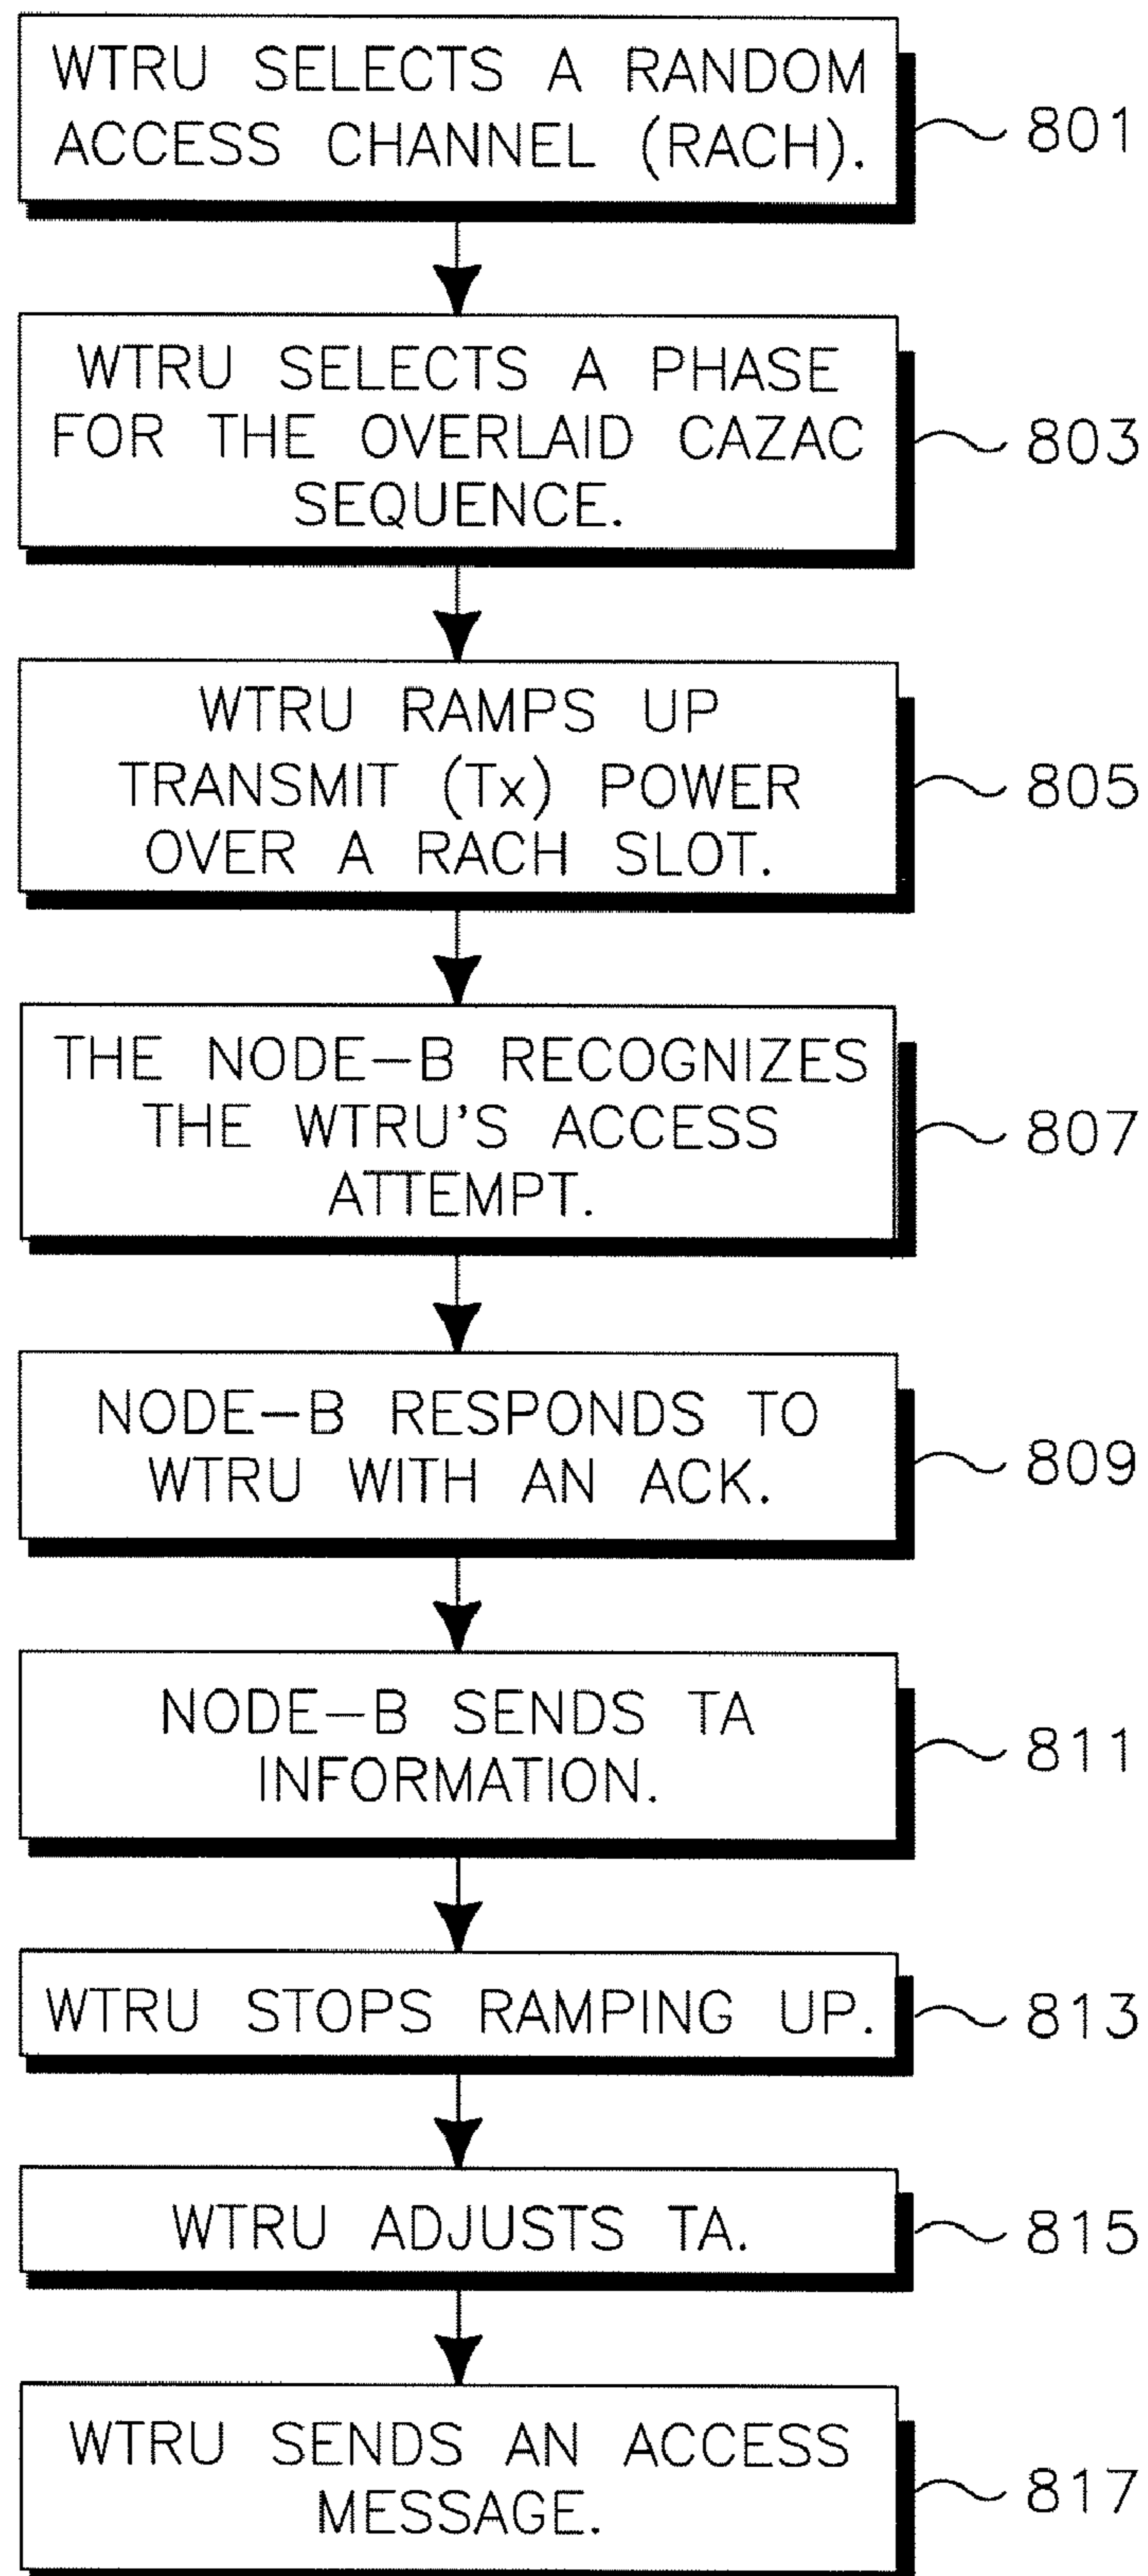 WTRU SELECTS A RANDOM
ACCESS CHANNEL (RACH).
801
WTRU SELECTS A PHASE
FOR THE OVERLAID CAZAC
SEQUENCE.
803
WTRU RAMPS UP
TRANSMIT (Tx) POWER
OVER A RACH SLOT.
805
THE NODE-B RECOGNIZES
THE WTRU'S ACCESS
ATTEMPT.
807
NODE-B RESPONDS TO
WTRU WITH AN ACK.
809
NODE-B SENDS TA
INFORMATION.
811
WTRU STOPS RAMPING UP.
813
WTRU ADJUSTS TA.
815
WTRU SENDS AN ACCESS
MESSAGE.
817